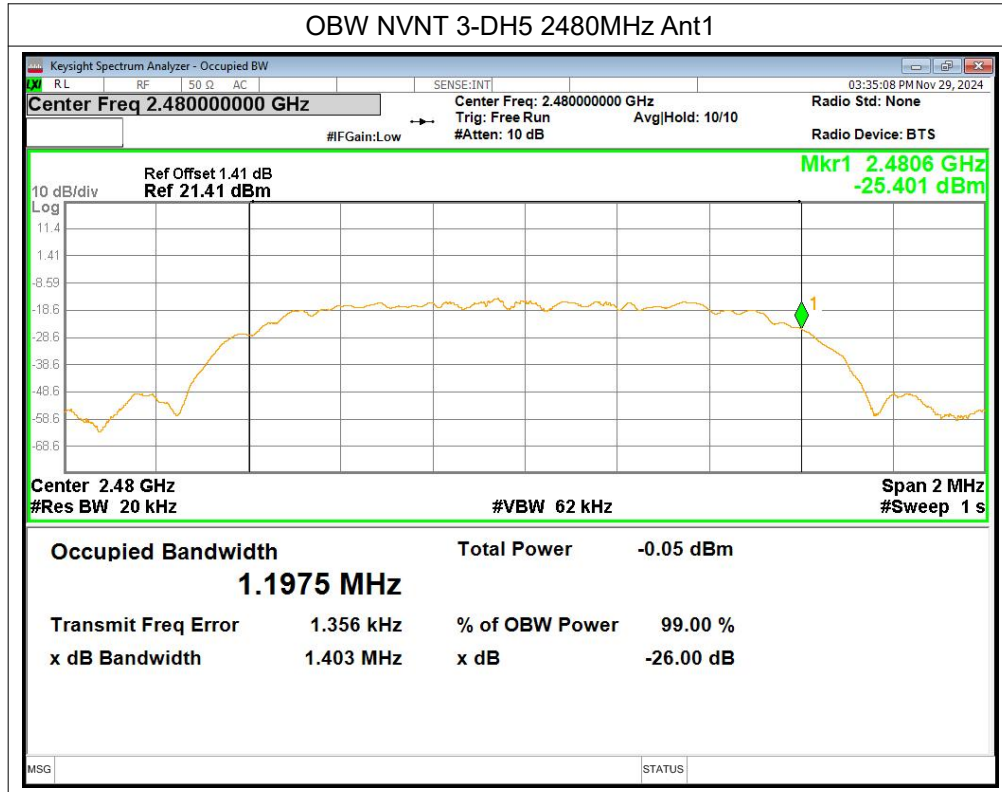 OBW NVNT 3-DH5 2480MHz Ant1
Keysight Spectrum Analyzer - Occupied BW
LXI RL RF 50 Ω AC SENSE:INT 03:35:08 PM Nov 29, 2024
Center Freq 2.480000000 GHz Center Freq: 2.480000000 GHz Radio Std: None
Trig: Free Run Avg|Hold: 10/10
#IFGain:Low #Atten: 10 dB Radio Device: BTS
Mkr1 2.4806 GHz
Ref Offset 1.41 dB
10 dB/div Ref 21.41 dBm -25.401 dBm
Log
11.4
1.41
-8.59
-18.6
-28.6
-38.6
-48.6
-58.6
-68.6
1
Center 2.48 GHz Span 2 MHz
#Res BW 20 kHz #VBW 62 kHz #Sweep 1 s
Occupied Bandwidth Total Power -0.05 dBm
1.1975 MHz
Transmit Freq Error 1.356 kHz % of OBW Power 99.00 %
x dB Bandwidth 1.403 MHz x dB -26.00 dB
MSG STATUS